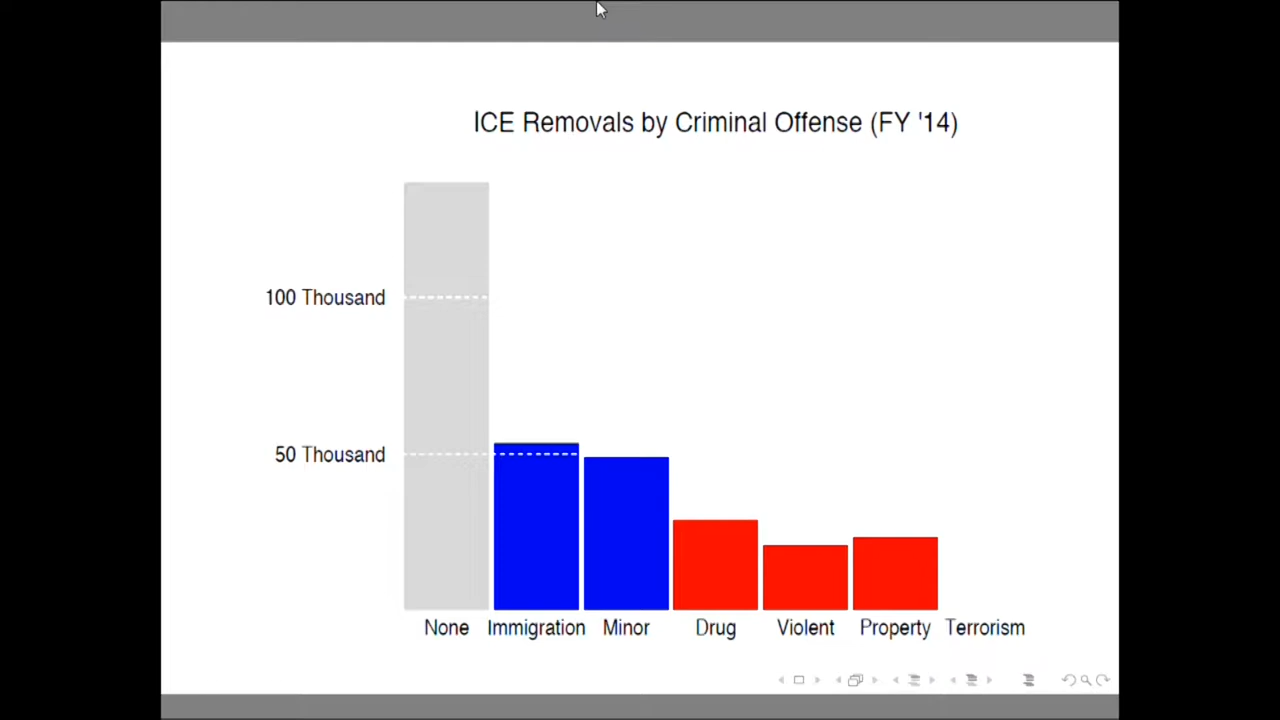 ICE Removals by Criminal Offense (FY '14)
100 Thousand
50 Thousand
None Immigration Minor Drug Violent Property Terrorism